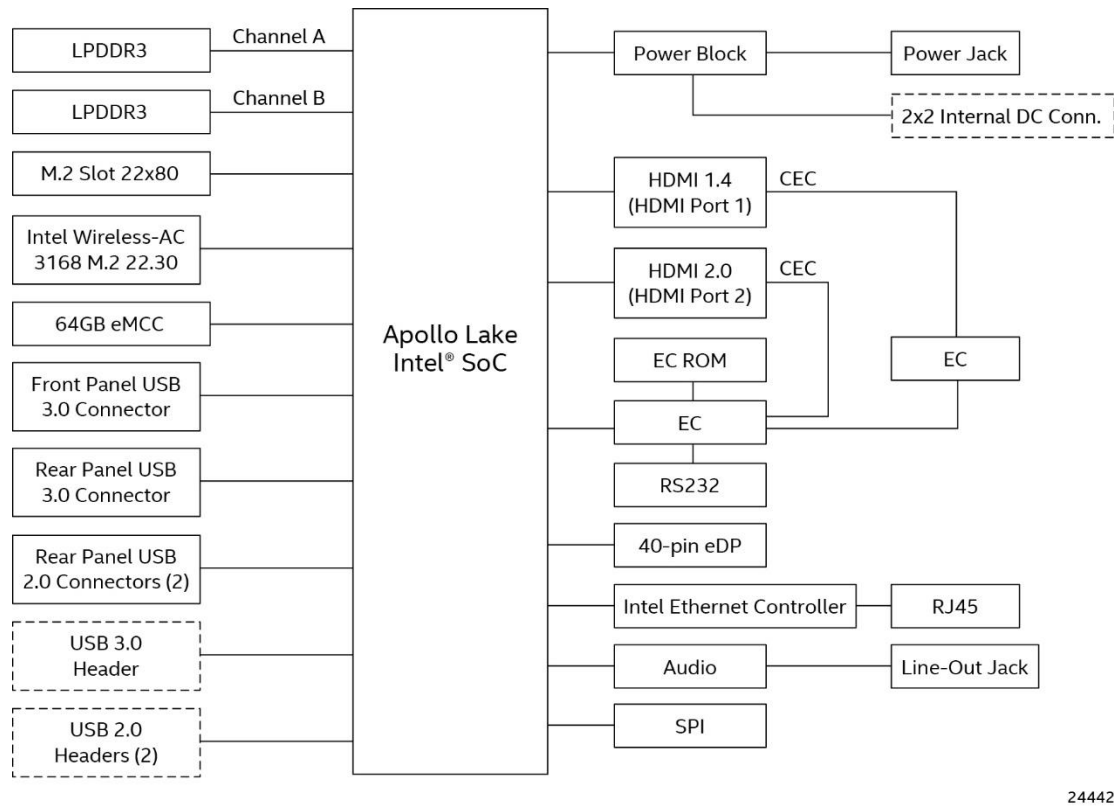 LPDDR3
Channel A
LPDDR3
Channel B
M.2 Slot 22x80
Intel Wireless-AC
3168 M.2 22.30
64GB eMCC
Front Panel USB
3.0 Connector
Rear Panel USB
3.0 Connector
Rear Panel USB
2.0 Connectors (2)
USB 3.0
Header
USB 2.0
Headers (2)
Apollo Lake
Intel® SoC
Power Block
Power Jack
2x2 Internal DC Conn.
HDMI 1.4
(HDMI Port 1)
CEC
HDMI 2.0
(HDMI Port 2)
CEC
EC ROM
EC
EC
RS232
40-pin eDP
Intel Ethernet Controller
RJ45
Audio
Line-Out Jack
SPI
24442